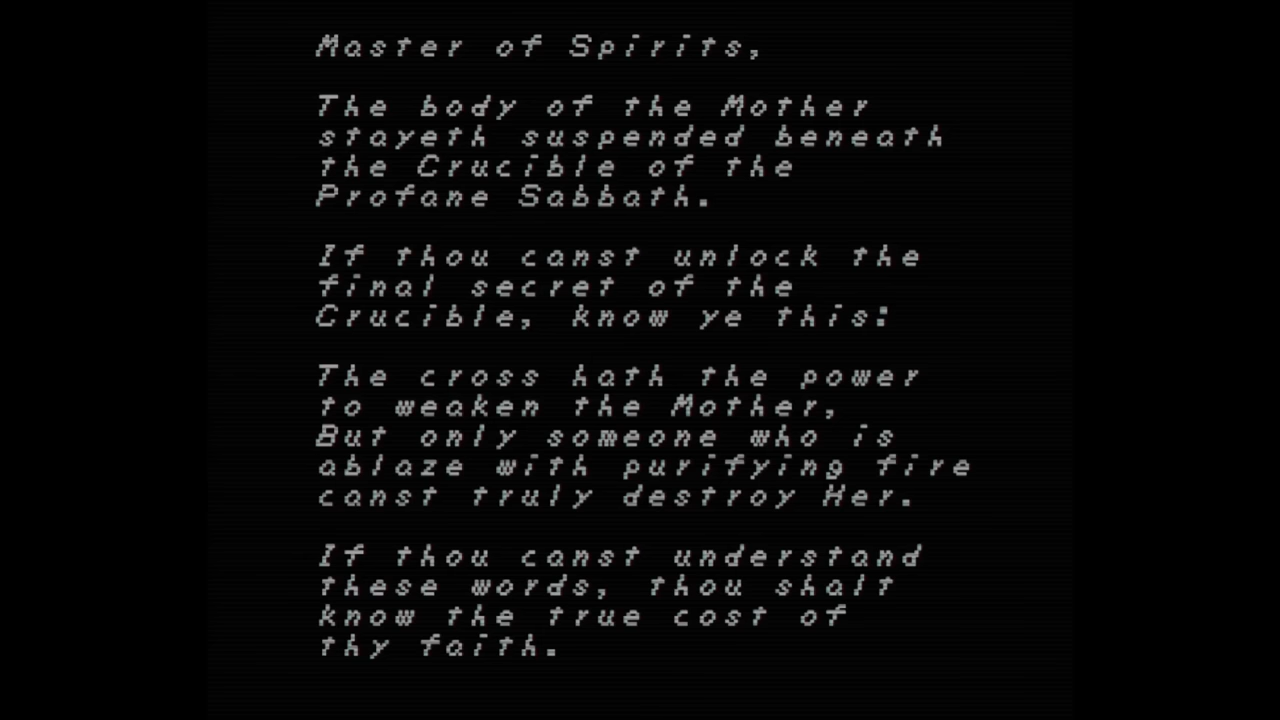 Master of Spirits,
The body of the Mother
stayeth suspended beneath
the Crucible of the
Profane Sabbath.
If thou canst unlock the
final secret of the
Crucible, know ye this:
The cross hath the power
to weaken the Mother,
But only someone who is
ablaze with purifying fire
canst truly destroy Her.
If thou canst understand
these words, thou shalt
know the true cost of
thy faith.